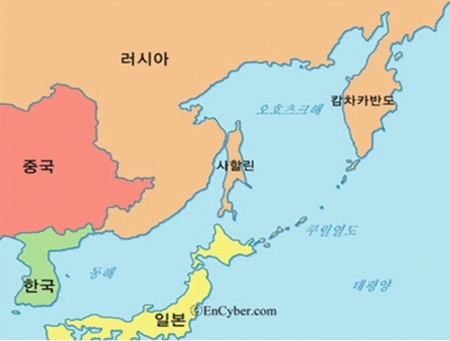 러시아
오호츠크해
캄차카반도
중국
사할린
쿠릴열도
한국
동해
태평양
일본
©EnCyber.com